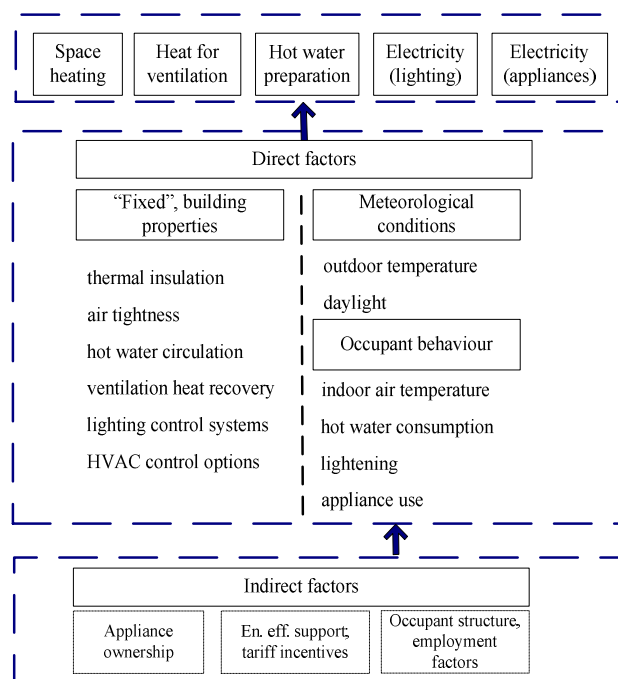 Space
heating
Heat for
ventilation
Hot water
preparation
Electricity
(lighting)
Electricity
(appliances)
Direct factors
“Fixed”, building
properties
thermal insulation
air tightness
hot water circulation
ventilation heat recovery
lighting control systems
HVAC control options
Meteorological
conditions
outdoor temperature
daylight
Occupant behaviour
indoor air temperature
hot water consumption
lightening
appliance use
Indirect factors
Appliance
ownership
En. eff. support;
tariff incentives
Occupant structure,
employment
factors